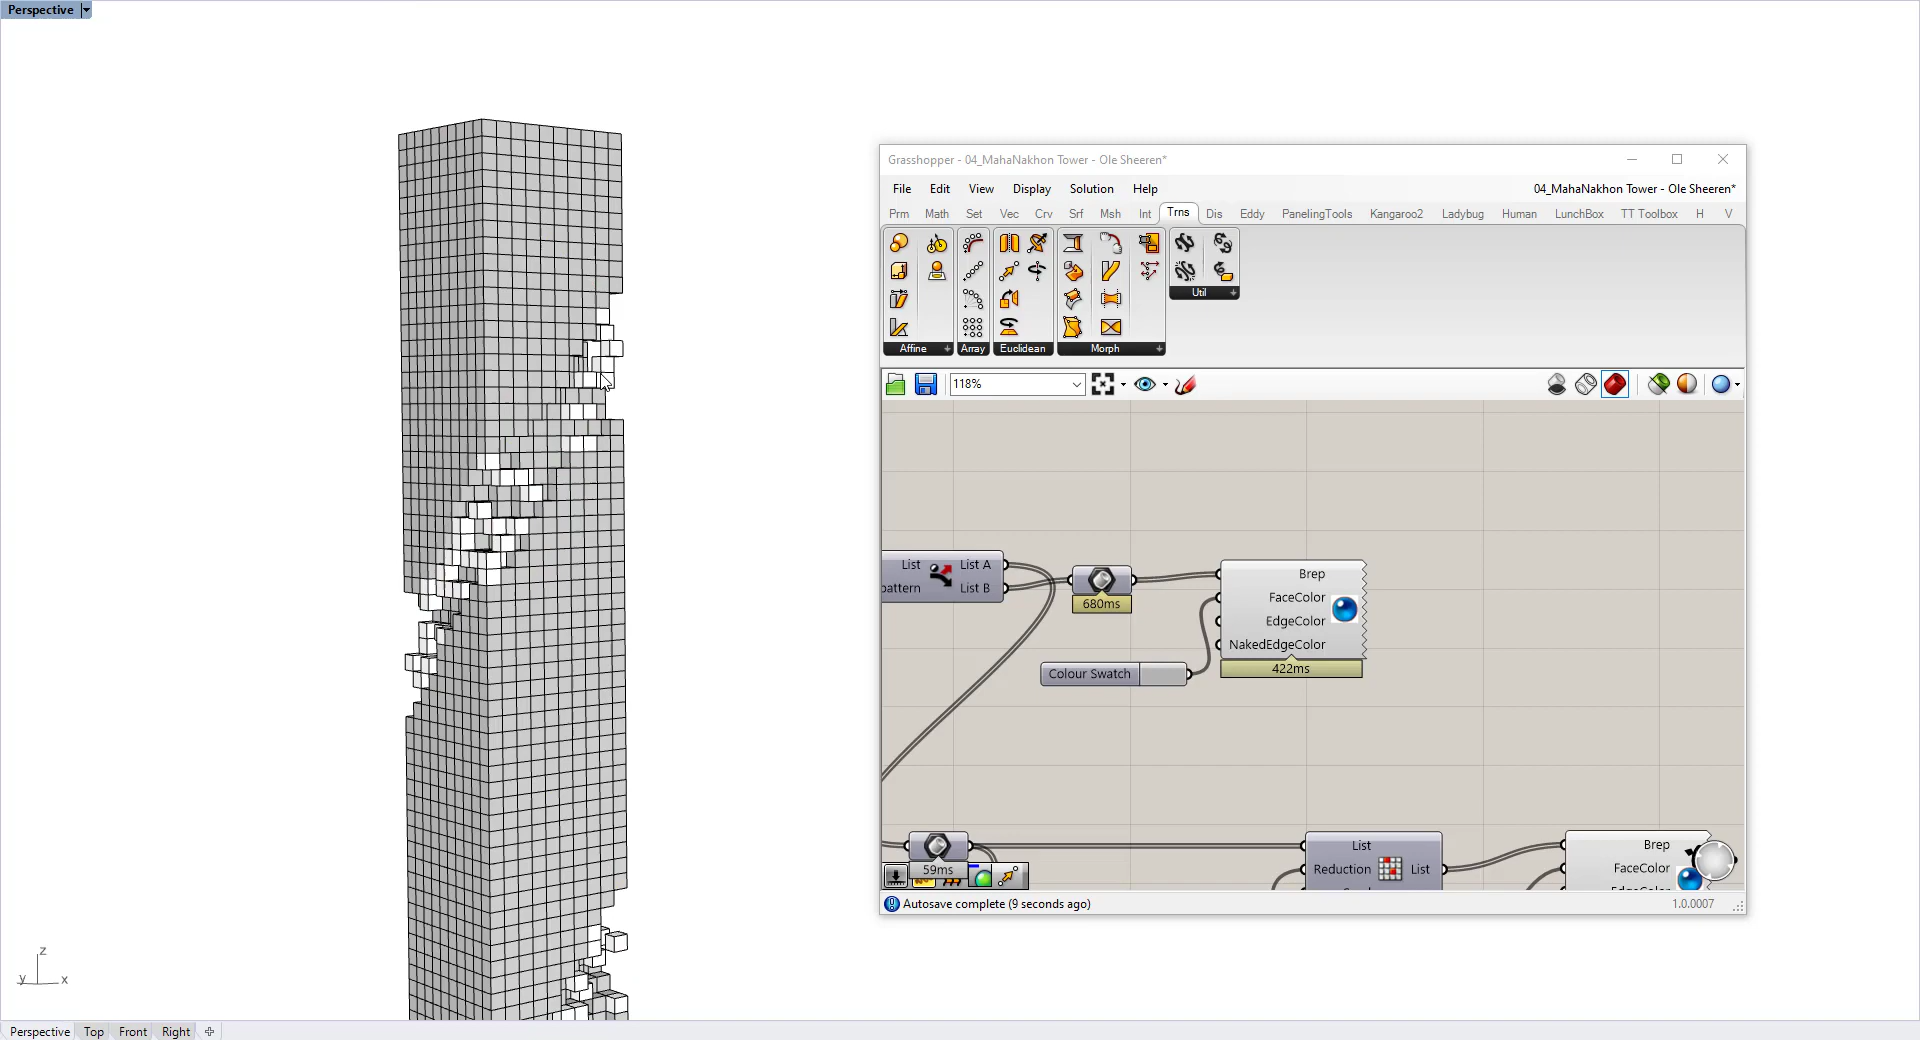 Perspective
Grasshopper - 04_MahaNakhon Tower - Ole Sheeren*
File Edit View Display Solution Help
04_MahaNakhon Tower - Ole Sheeren*
Prm Math Set Vec Crv Srf Msh Int Trns Dis Eddy PanelingTools Kangaroo2 Ladybug Human LunchBox TT Toolbox H V
Util
Affine Array Euclidean Morph
118%
List List A
pattern List B
680ms
Brep
FaceColor
EdgeColor
NakedEdgeColor
422ms
Colour Swatch
59ms
List
Reduction List
Brep
FaceColor
EdgeColor
Autosave complete (9 seconds ago)
1.0.0007
z
y x
Perspective Top Front Right